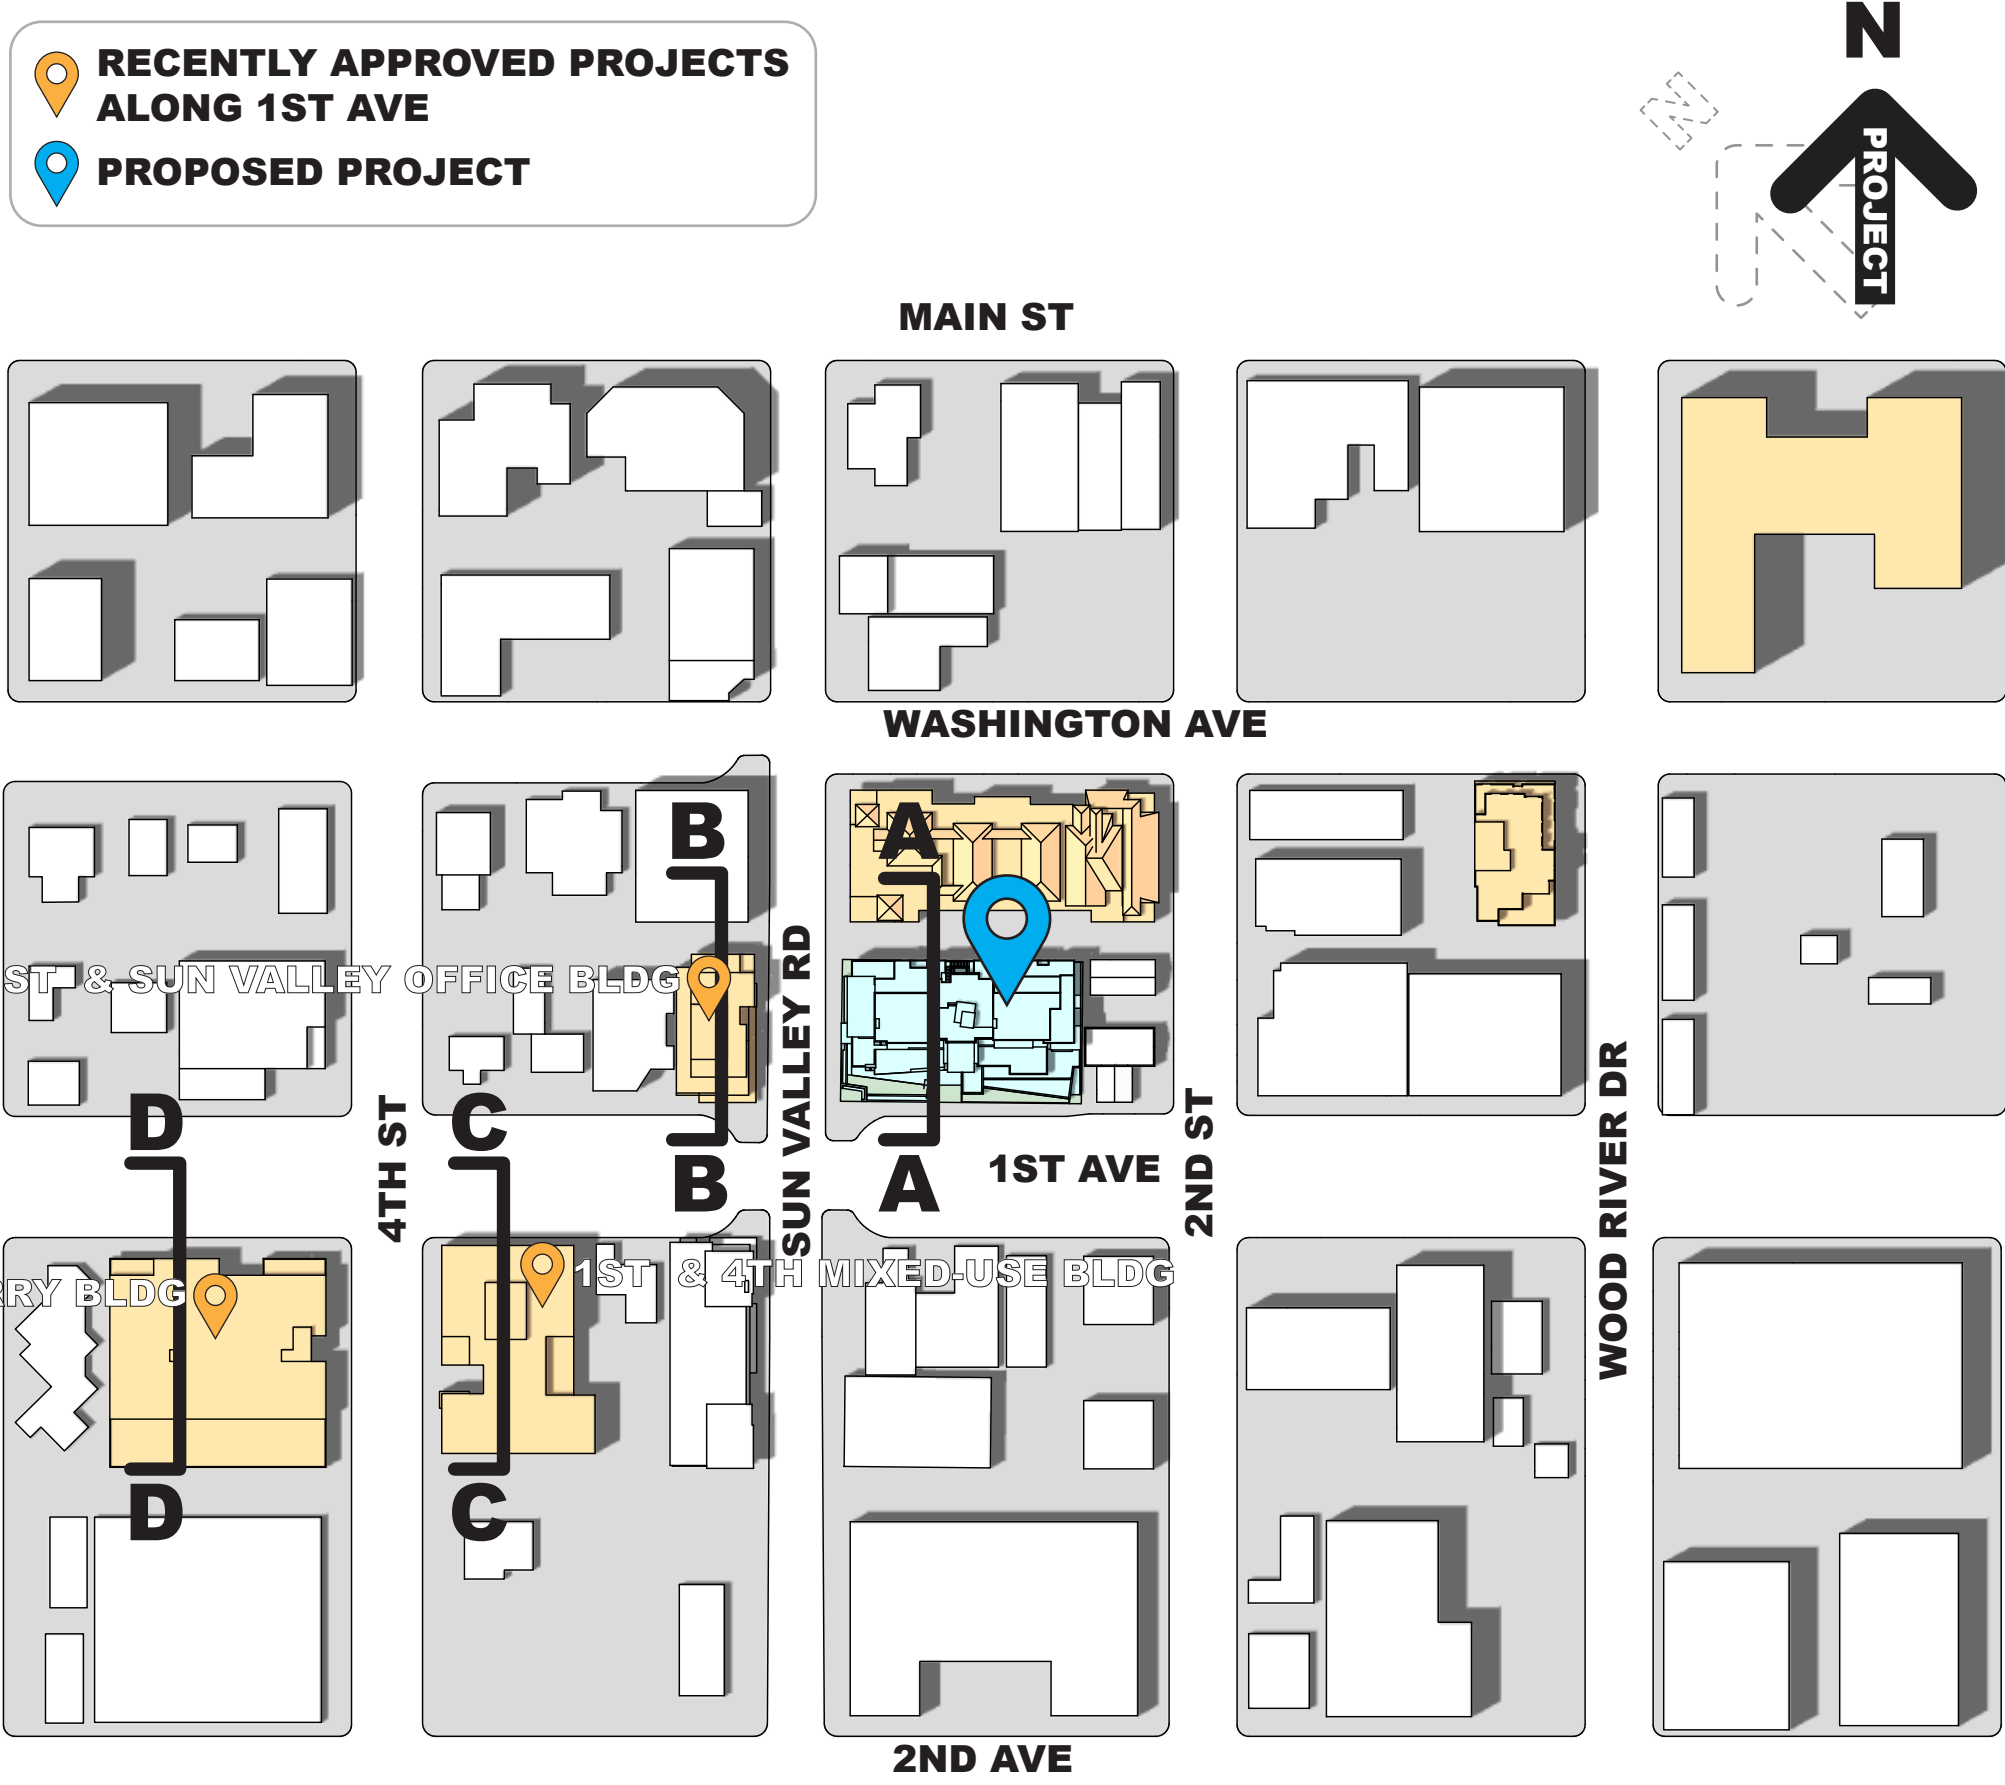 N
RECENTLY APPROVED PROJECTS
ALONG 1ST AVE
PROPOSED PROJECT
N
PROJECT
MAIN ST
WASHINGTON AVE
B
A
ST & SUN VALLEY OFFICE BLDG
SUN VALLEY RD
D
C
4TH ST
B
A
1ST AVE
2ND ST
WOOD RIVER DR
RRY BLDG
1ST & 4TH MIXED-USE BLDG
D
C
2ND AVE